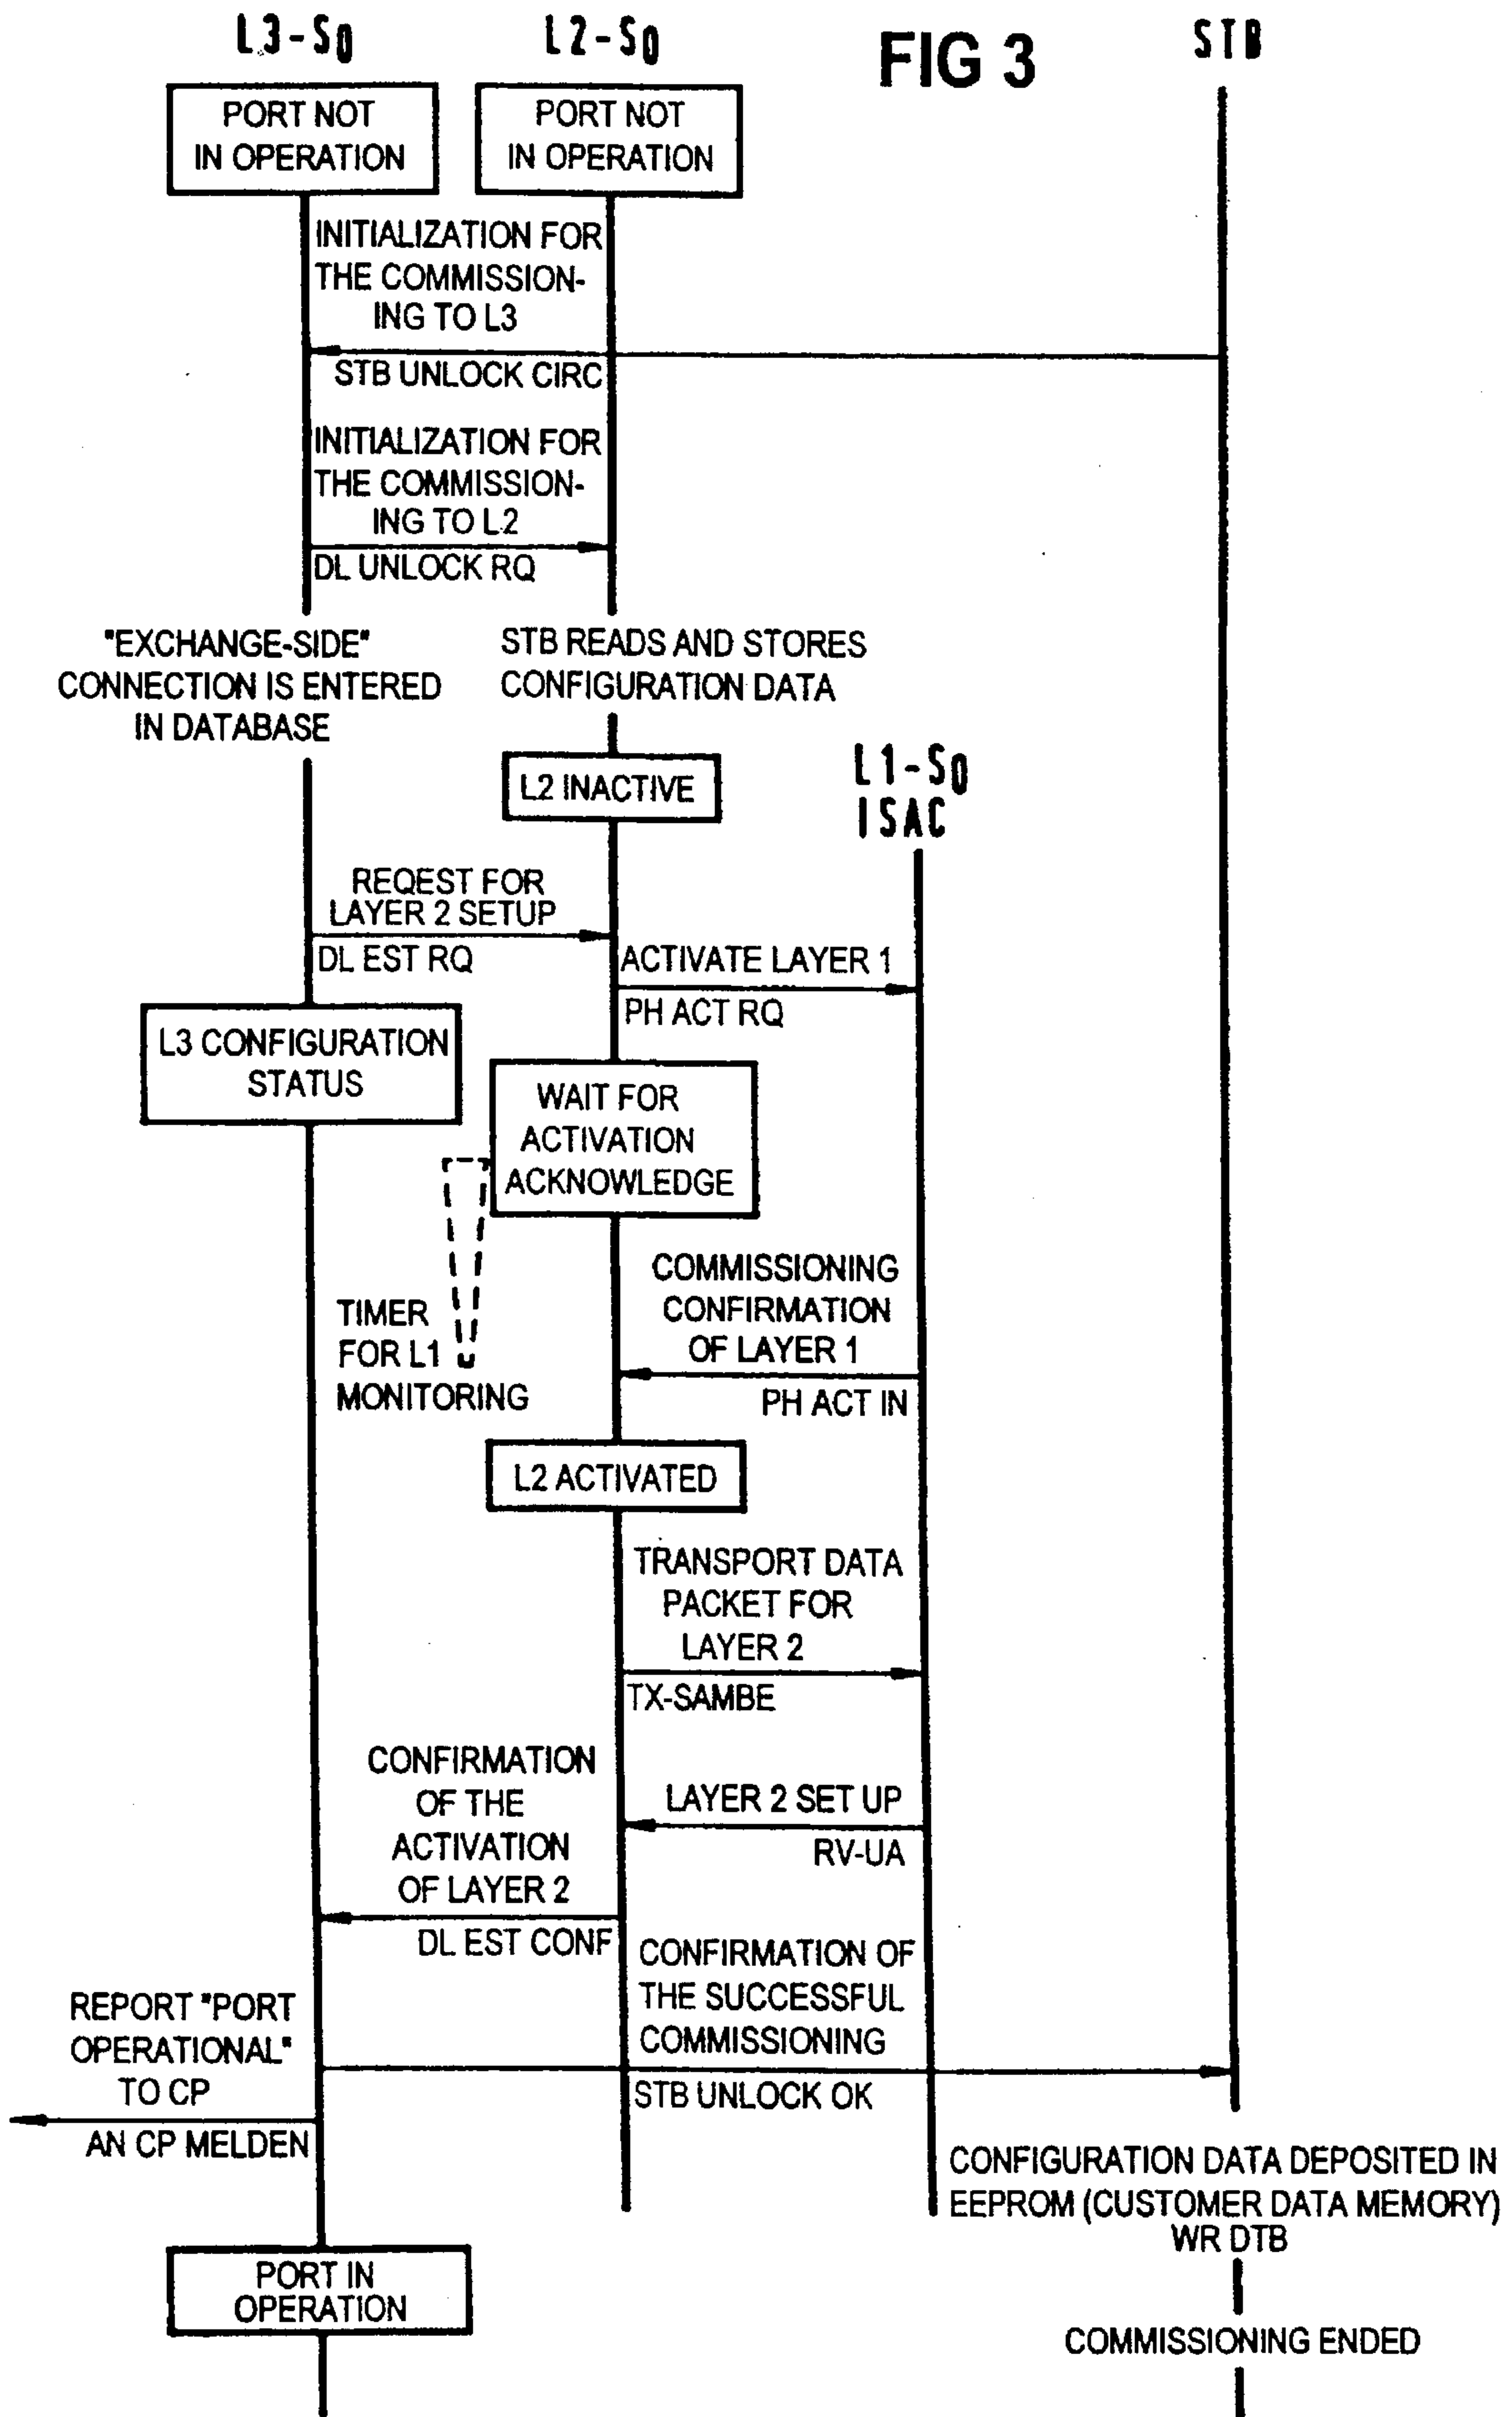 L3-S0
L2-S0
FIG 3
STB
PORT NOT
IN OPERATION
PORT NOT
IN OPERATION
INITIALIZATION FOR
THE COMMISSION-
ING TO L3
STB UNLOCK CIRC
INITIALIZATION FOR
THE COMMISSION-
ING TO L2
DL UNLOCK RQ
"EXCHANGE-SIDE"
CONNECTION IS ENTERED
IN DATABASE
STB READS AND STORES
CONFIGURATION DATA
L2 INACTIVE
L1-S0
ISAC
REQEST FOR
LAYER 2 SETUP
DL EST RQ
ACTIVATE LAYER 1
PH ACT RQ
L3 CONFIGURATION
STATUS
WAIT FOR
ACTIVATION
ACKNOWLEDGE
TIMER
FOR L1
MONITORING
COMMISSIONING
CONFIRMATION
OF LAYER 1
PH ACT IN
L2 ACTIVATED
TRANSPORT DATA
PACKET FOR
LAYER 2
TX-SAMBE
CONFIRMATION
OF THE
ACTIVATION
OF LAYER 2
LAYER 2 SET UP
RV-UA
DL EST CONF
CONFIRMATION OF
THE SUCCESSFUL
COMMISSIONING
STB UNLOCK OK
REPORT "PORT
OPERATIONAL"
TO CP
AN CP MELDEN
CONFIGURATION DATA DEPOSITED IN
EEPROM (CUSTOMER DATA MEMORY)
WR DTB
PORT IN
OPERATION
COMMISSIONING ENDED